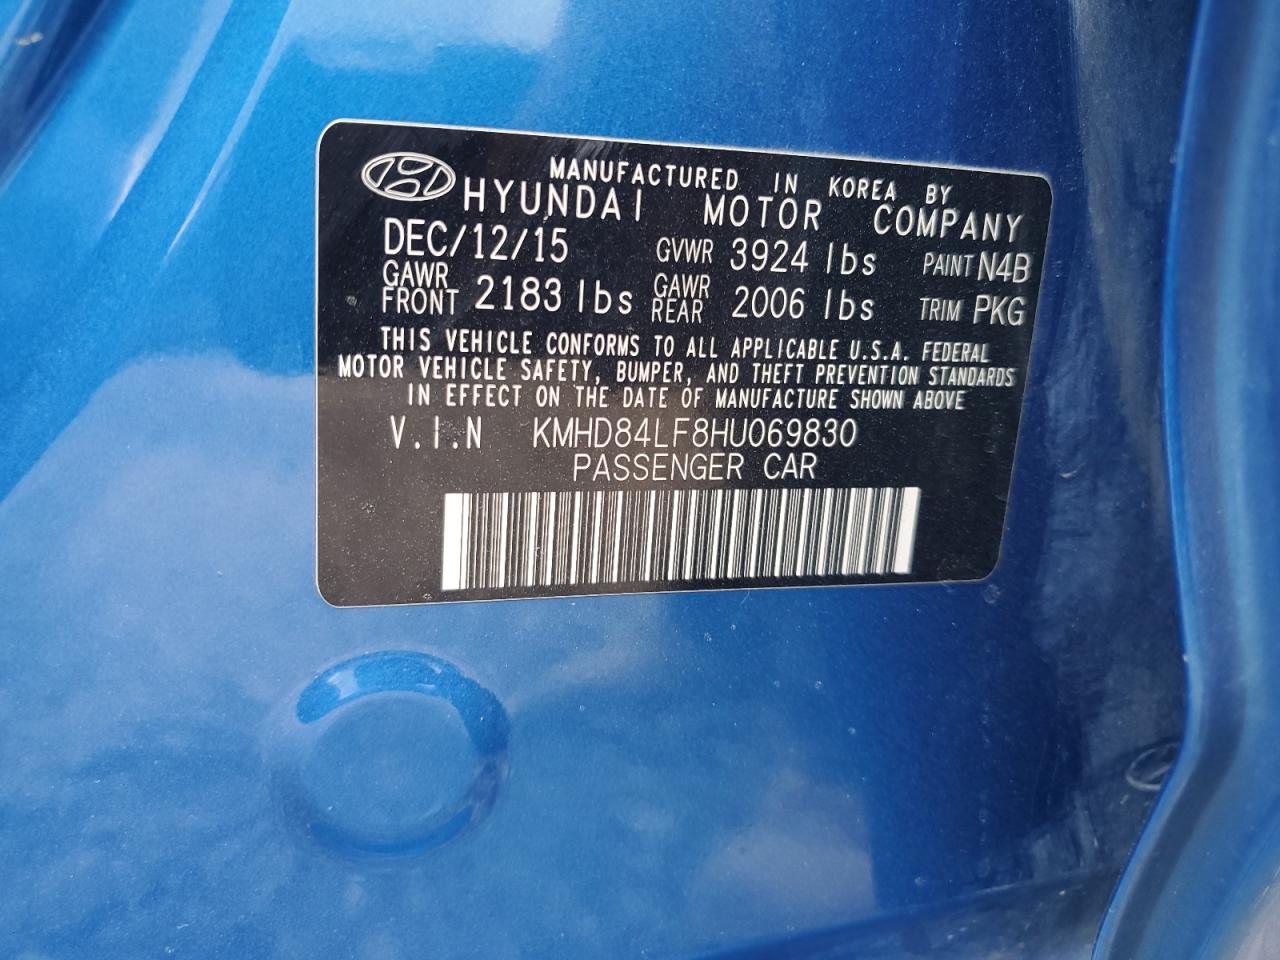 MANUFACTURED IN KOREA BY
HYUNDAI MOTOR COMPANY
DEC/12/15 GVWR 3924 lbs PAINT N4B
GAWR FRONT 2183 lbs GAWR REAR 2006 lbs TRIM PKG
THIS VEHICLE CONFORMS TO ALL APPLICABLE U.S.A. FEDERAL
MOTOR VEHICLE SAFETY, BUMPER, AND THEFT PREVENTION STANDARDS
IN EFFECT ON THE DATE OF MANUFACTURE SHOWN ABOVE
V.I.N KMHD84LF8HU069830
PASSENGER CAR